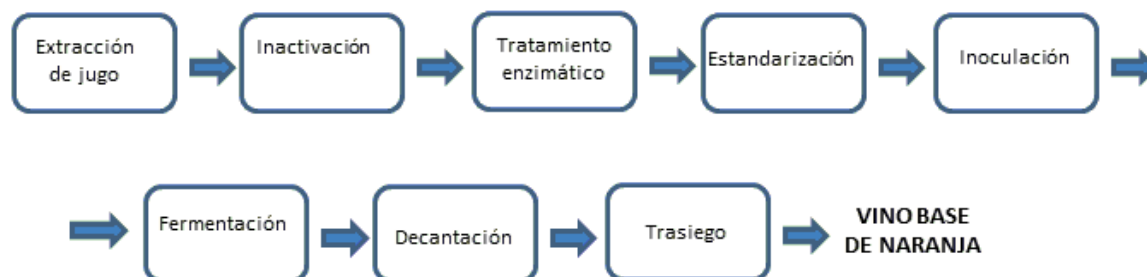 Extracción
de jugo
Inactivación
Tratamiento
enzimático
Estandarización
Inoculación
Fermentación
Decantación
Trasiego
VINO BASE
DE NARANJA